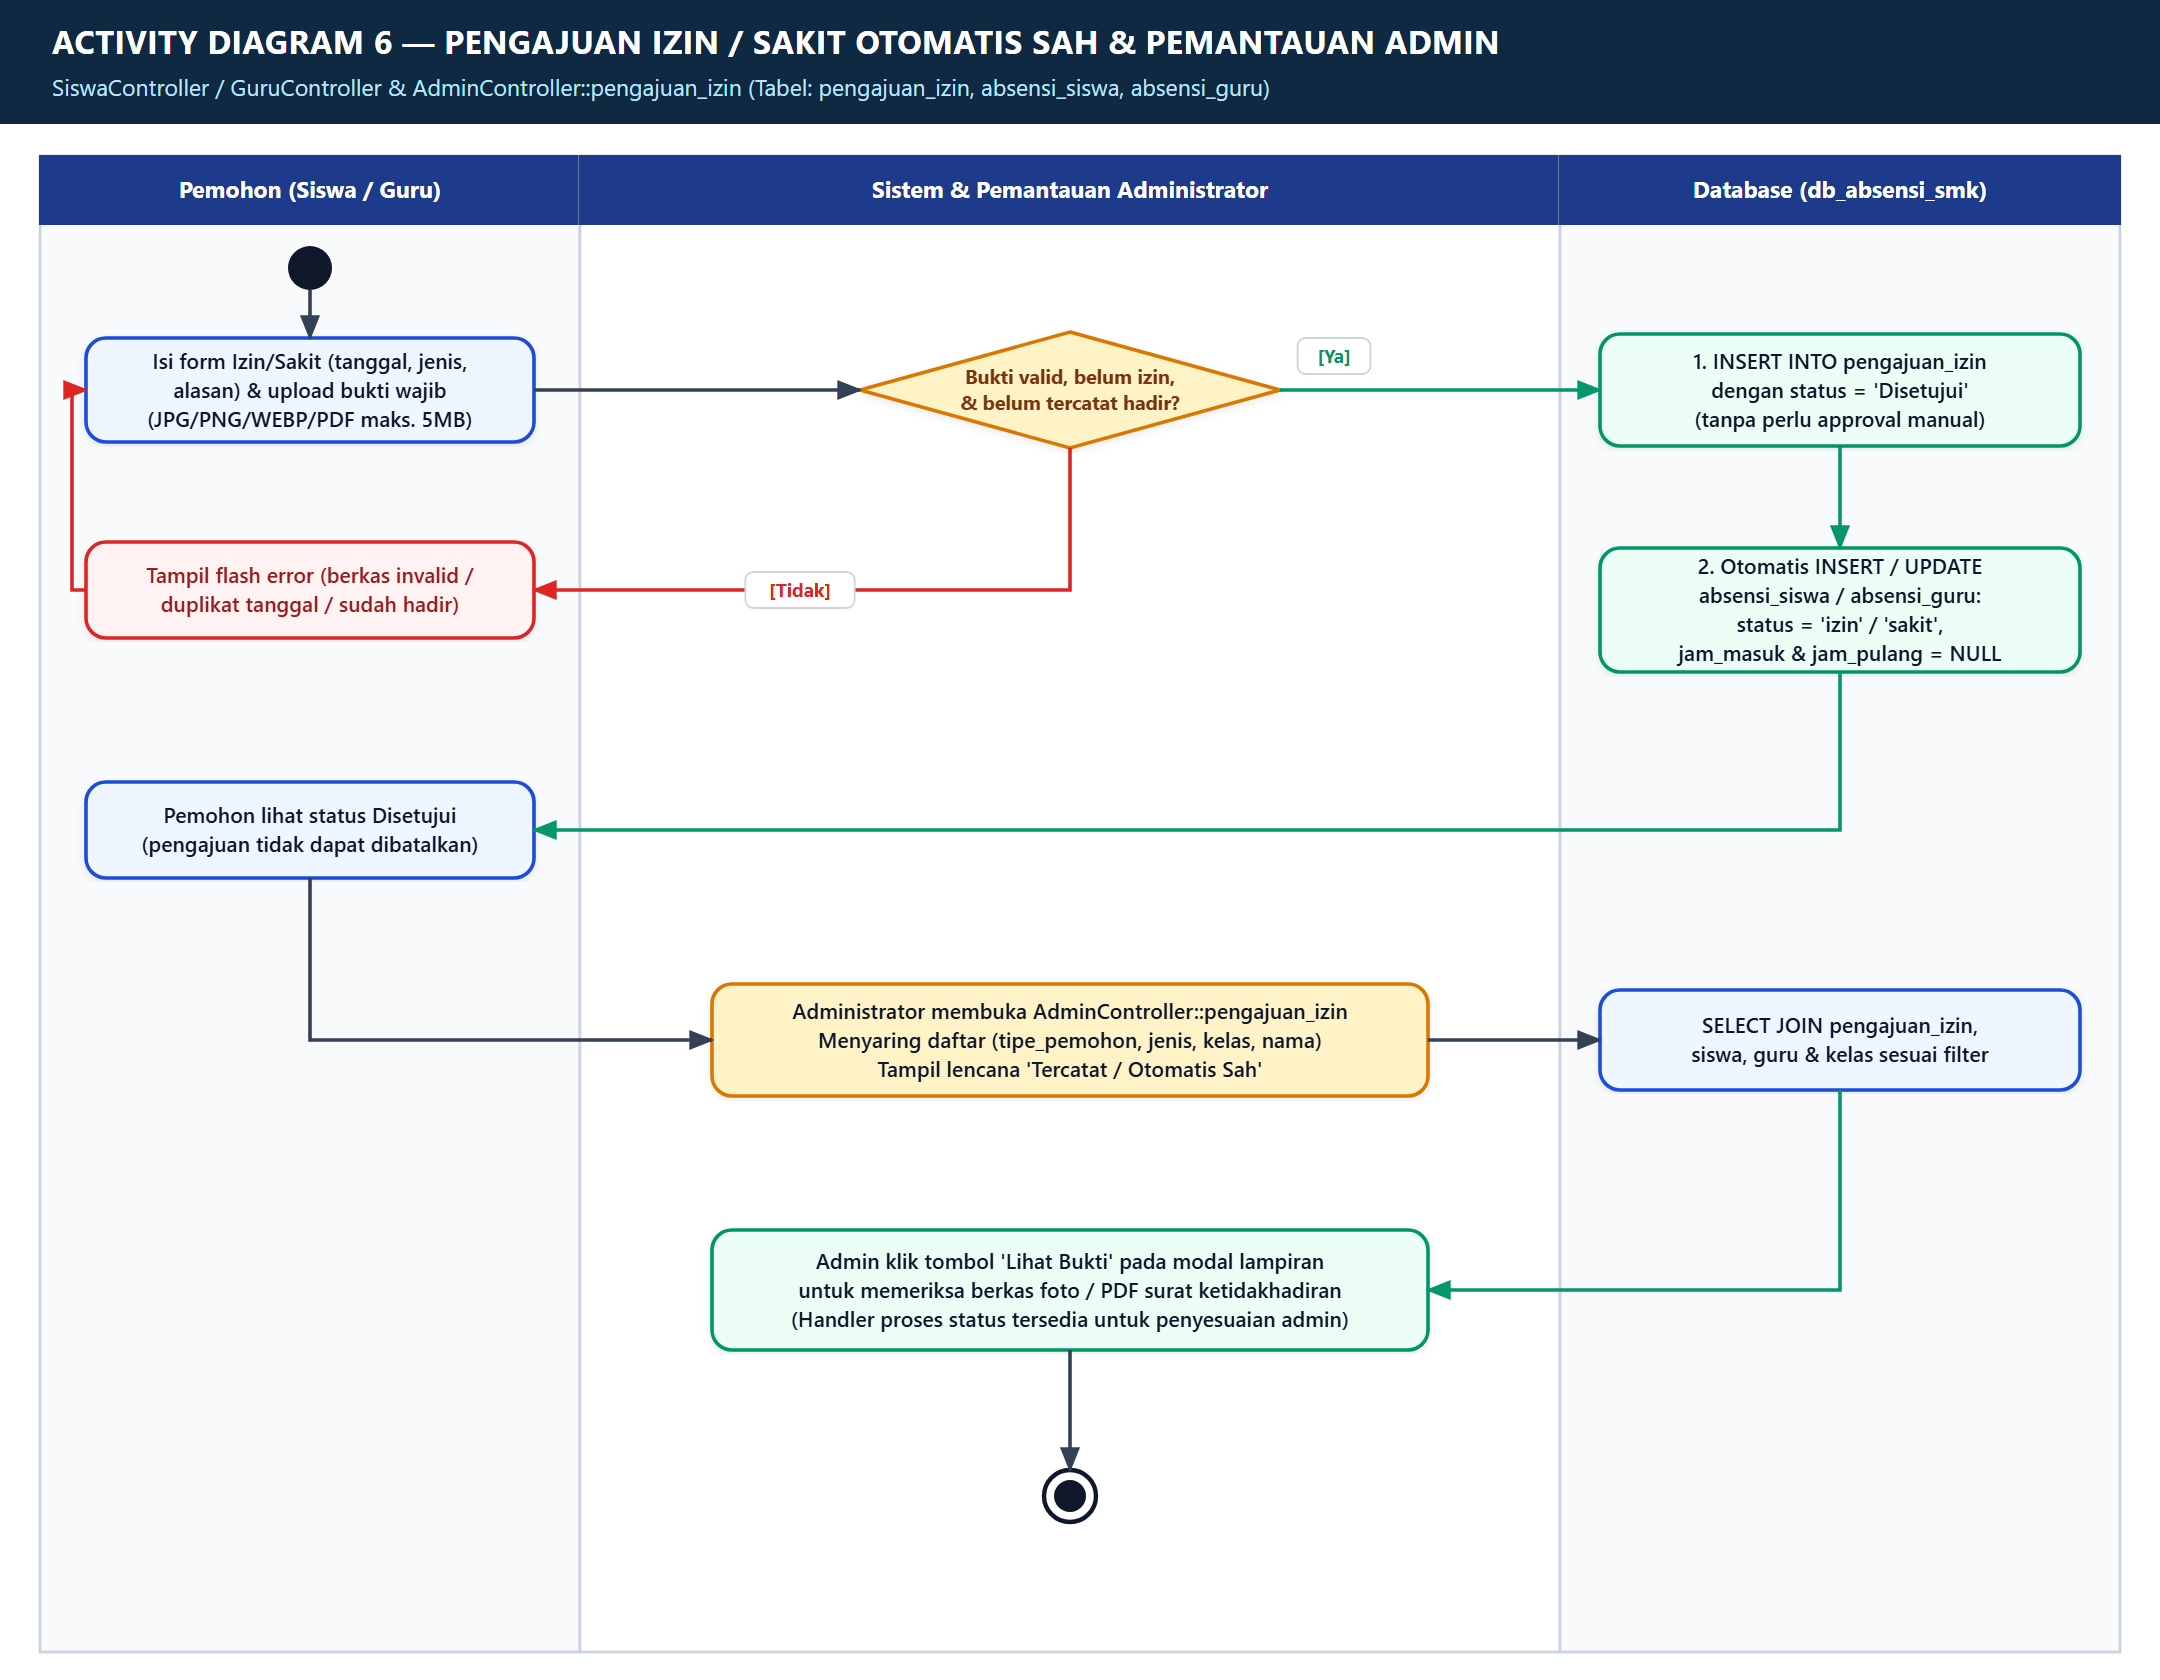 ACTIVITY DIAGRAM 6 — PENGAJUAN IZIN / SAKIT OTOMATIS SAH & PEMANTAUAN ADMIN
SiswaController / GuruController & AdminController::pengajuan_izin (Tabel: pengajuan_izin, absensi_siswa, absensi_guru)
Pemohon (Siswa / Guru)
Sistem & Pemantauan Administrator
Database (db_absensi_smk)
Isi form Izin/Sakit (tanggal, jenis,
alasan) & upload bukti wajib
(JPG/PNG/WEBP/PDF maks. 5MB)
Bukti valid, belum izin,
& belum tercatat hadir?
[Ya]
1. INSERT INTO pengajuan_izin
dengan status = 'Disetujui'
(tanpa perlu approval manual)
Tampil flash error (berkas invalid /
duplikat tanggal / sudah hadir)
[Tidak]
2. Otomatis INSERT / UPDATE
absensi_siswa / absensi_guru:
status = 'izin' / 'sakit',
jam_masuk & jam_pulang = NULL
Pemohon lihat status Disetujui
(pengajuan tidak dapat dibatalkan)
Administrator membuka AdminController::pengajuan_izin
Menyaring daftar (tipe_pemohon, jenis, kelas, nama)
Tampil lencana 'Tercatat / Otomatis Sah'
SELECT JOIN pengajuan_izin,
siswa, guru & kelas sesuai filter
Admin klik tombol 'Lihat Bukti' pada modal lampiran
untuk memeriksa berkas foto / PDF surat ketidakhadiran
(Handler proses status tersedia untuk penyesuaian admin)